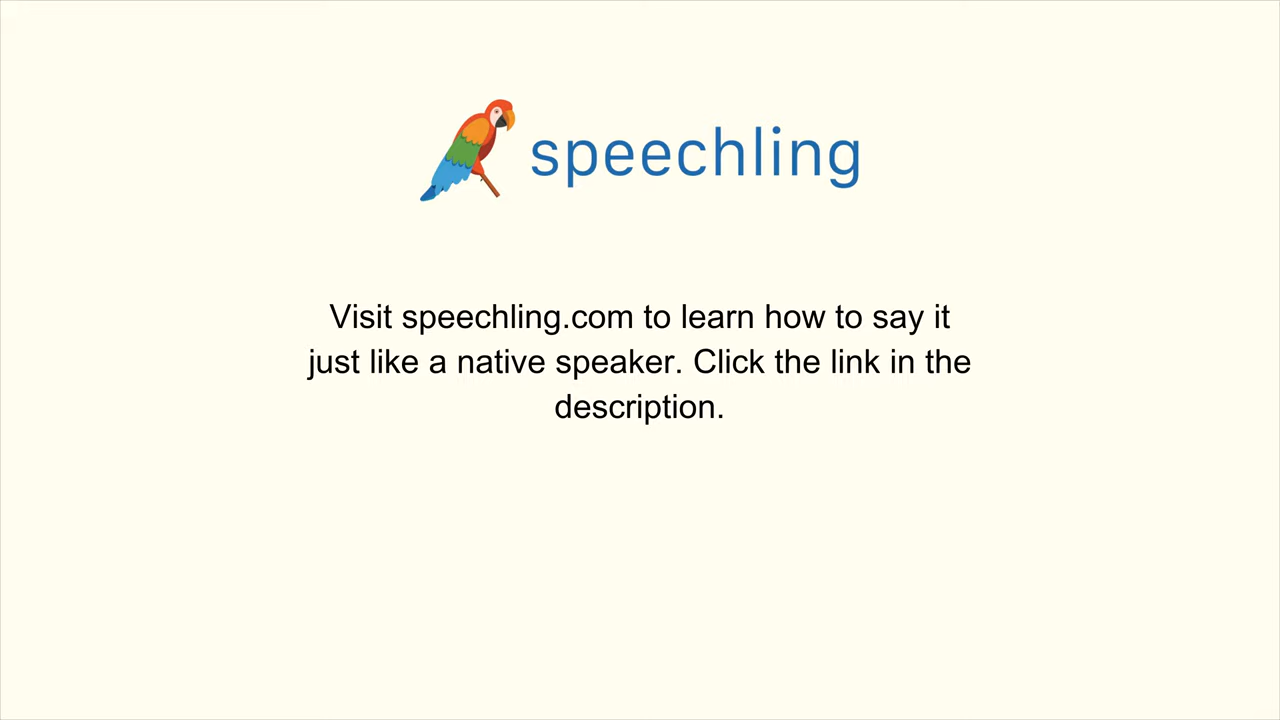 speechling
Visit speechling.com to learn how to say it
just like a native speaker. Click the link in the
description.